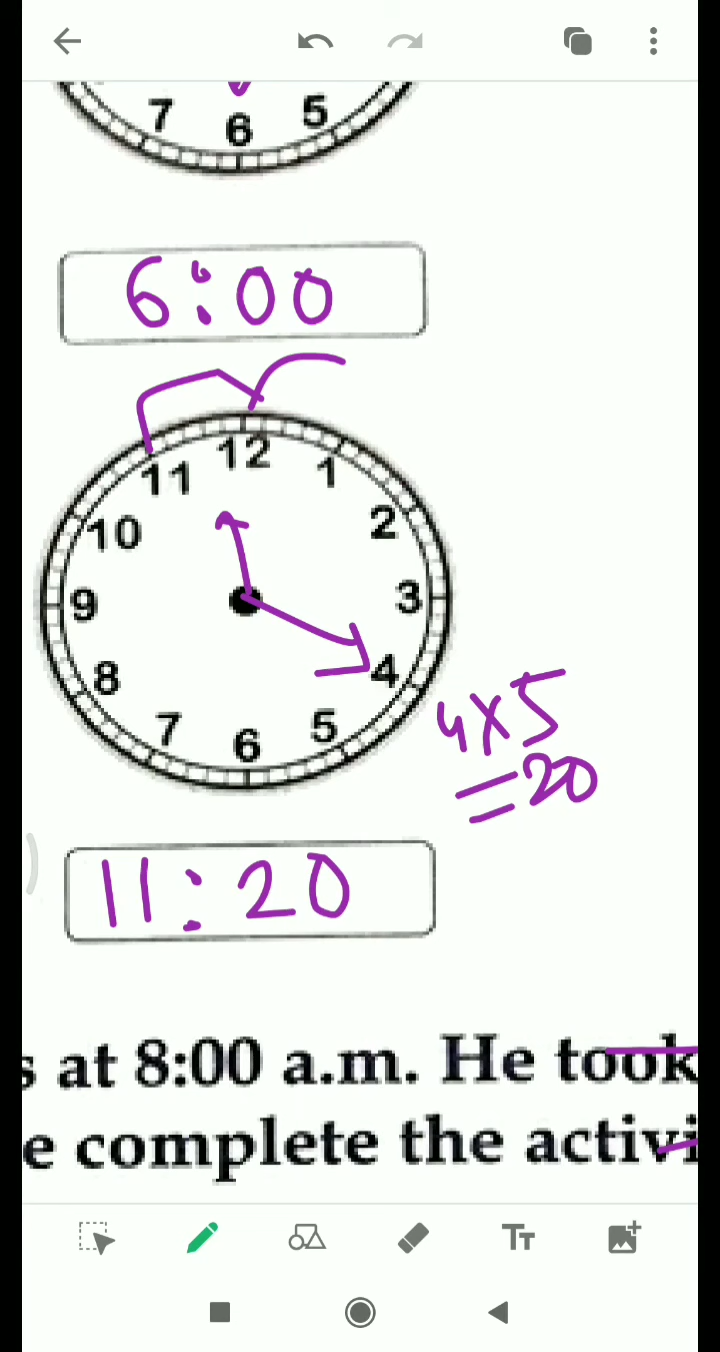 7 6 5
6:00
11 12 1
10 2
9 3
8 4
7 6 5
4x5
=20
11:20
s at 8:00 a.m. He took
e complete the activi
TT